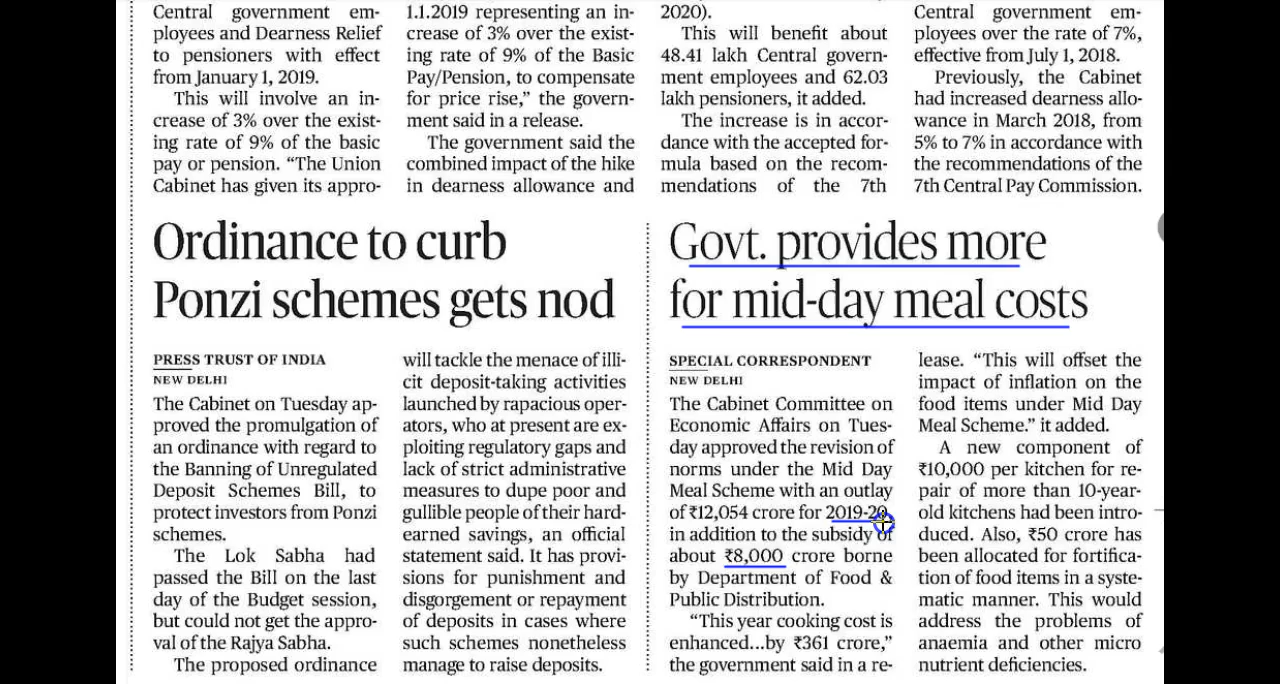 Central government em-
ployees and Dearness Relief
to pensioners with effect
from January 1, 2019.
This will involve an in-
crease of 3% over the exist-
ing rate of 9% of the basic
pay or pension. “The Union
Cabinet has given its appro-
1.1.2019 representing an in-
crease of 3% over the exist-
ing rate of 9% of the Basic
Pay/Pension, to compensate
for price rise,” the govern-
ment said in a release.
The government said the
combined impact of the hike
in dearness allowance and
2020).
This will benefit about
48.41 lakh Central govern-
ment employees and 62.03
lakh pensioners, it added.
The increase is in accor-
dance with the accepted for-
mula based on the recom-
mendations of the 7th
Central government em-
ployees over the rate of 7%,
effective from July 1, 2018.
Previously, the Cabinet
had increased dearness allo-
wance in March 2018, from
5% to 7% in accordance with
the recommendations of the
7th Central Pay Commission.
Ordinance to curb
Ponzi schemes gets nod
PRESS TRUST OF INDIA
NEW DELHI
The Cabinet on Tuesday ap-
proved the promulgation of
an ordinance with regard to
the Banning of Unregulated
Deposit Schemes Bill, to
protect investors from Ponzi
schemes.
The Lok Sabha had
passed the Bill on the last
day of the Budget session,
but could not get the appro-
val of the Rajya Sabha.
The proposed ordinance
will tackle the menace of illi-
cit deposit-taking activities
launched by rapacious oper-
ators, who at present are ex-
ploiting regulatory gaps and
lack of strict administrative
measures to dupe poor and
gullible people of their hard-
earned savings, an official
statement said. It has provi-
sions for punishment and
disgorgement or repayment
of deposits in cases where
such schemes nonetheless
manage to raise deposits.
Govt. provides more
for mid-day meal costs
SPECIAL CORRESPONDENT
NEW DELHI
The Cabinet Committee on
Economic Affairs on Tues-
day approved the revision of
norms under the Mid Day
Meal Scheme with an outlay
of ₹12,054 crore for 2019-20
in addition to the subsidy of
about ₹8,000 crore borne
by Department of Food &
Public Distribution.
“This year cooking cost is
enhanced...by ₹361 crore,”
the government said in a re-
lease. “This will offset the
impact of inflation on the
food items under Mid Day
Meal Scheme.” it added.
A new component of
₹10,000 per kitchen for re-
pair of more than 10-year-
old kitchens had been intro-
duced. Also, ₹50 crore has
been allocated for fortifica-
tion of food items in a syste-
matic manner. This would
address the problems of
anaemia and other micro
nutrient deficiencies.